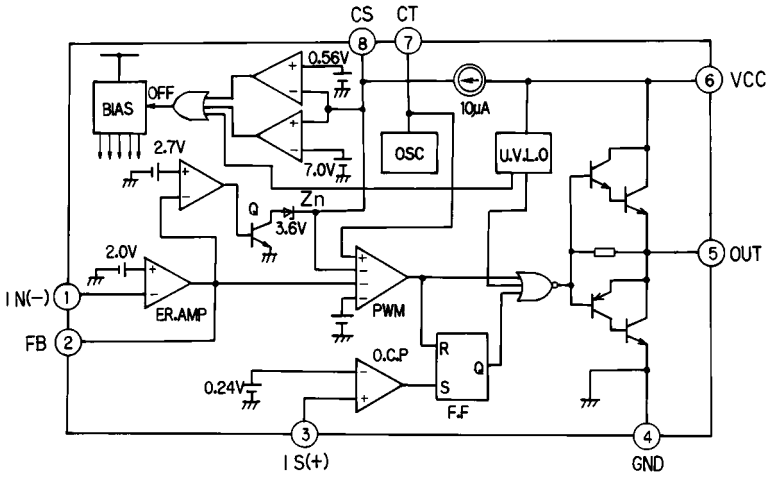 CS CT
8 7
0.56V
6 VCC
OFF
BIAS
10μA
2.7V
7.0V
OSC
U.V.L.O
Zn
Q
3.6V
5 OUT
2.0V
IN(-) 1
ER.AMP
PWM
FB 2
O.C.P
R
Q
0.24V
S
F.F
3
4
IS(+)
GND
+
-
+
-
+
-
+
-
+
-
-
-
-
+